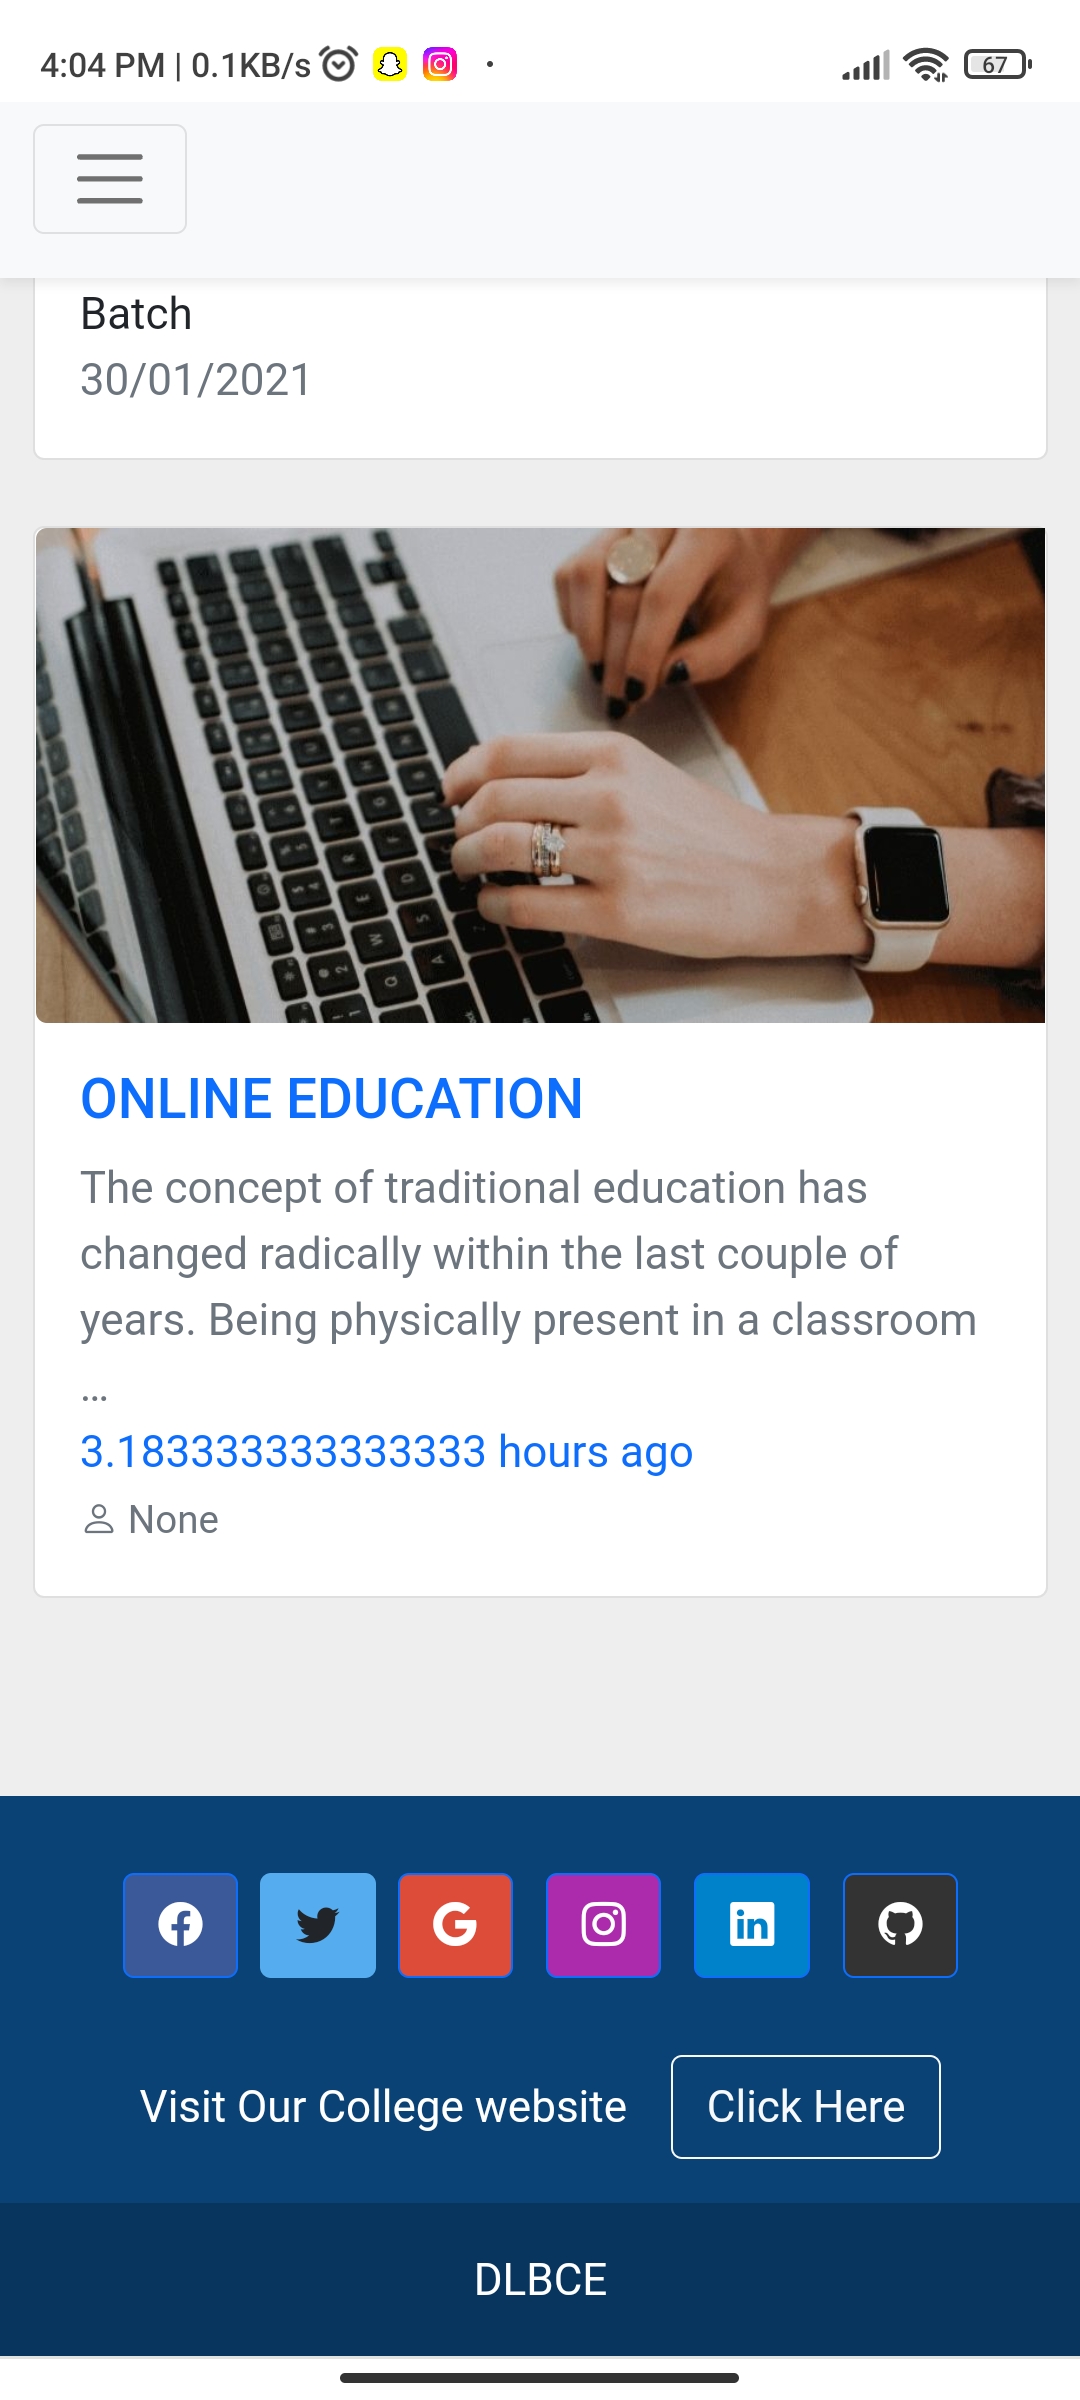 4:04 PM | 0.1KB/s
67
Batch
30/01/2021
ONLINE EDUCATION
The concept of traditional education has
changed radically within the last couple of
years. Being physically present in a classroom
...
3.183333333333333 hours ago
None
Visit Our College website
Click Here
DLBCE